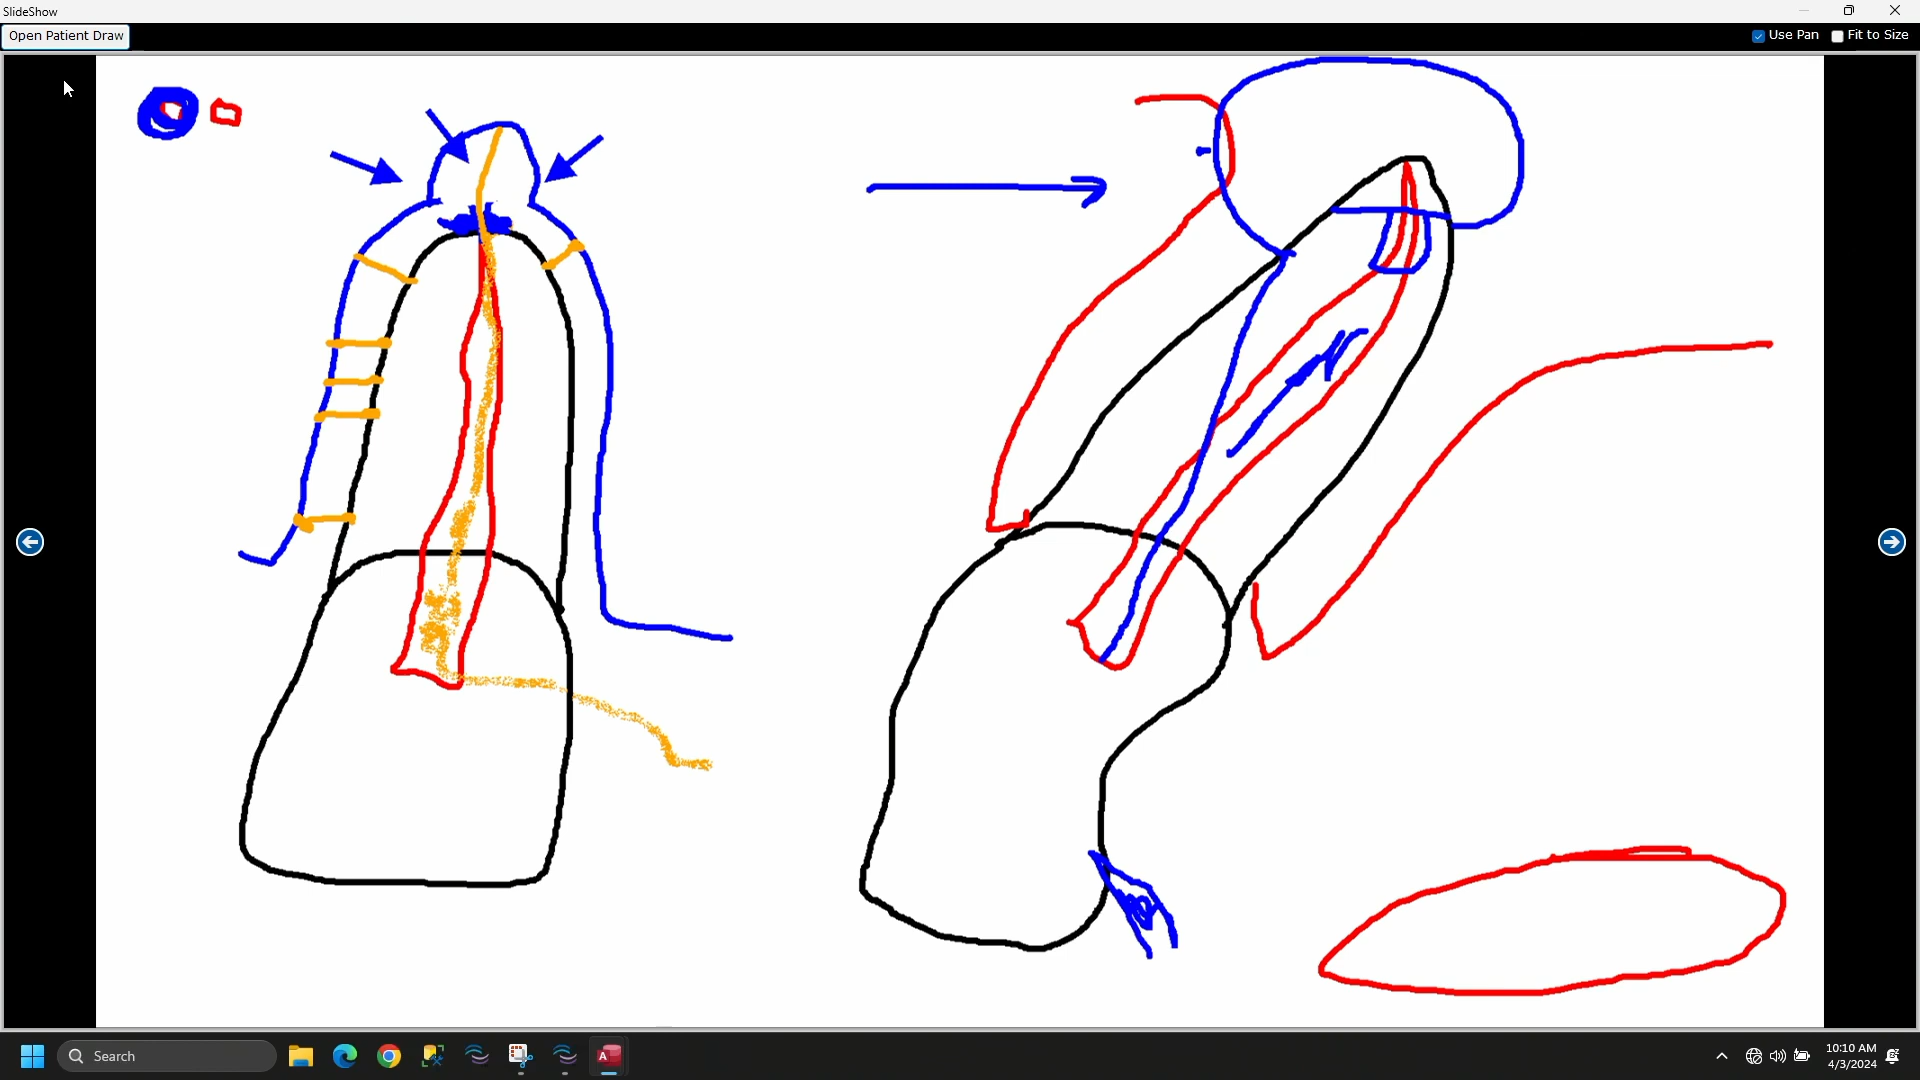 SlideShow
Open Patient Draw
Use Pan
Fit to Size
Search
10:10 AM
4/3/2024